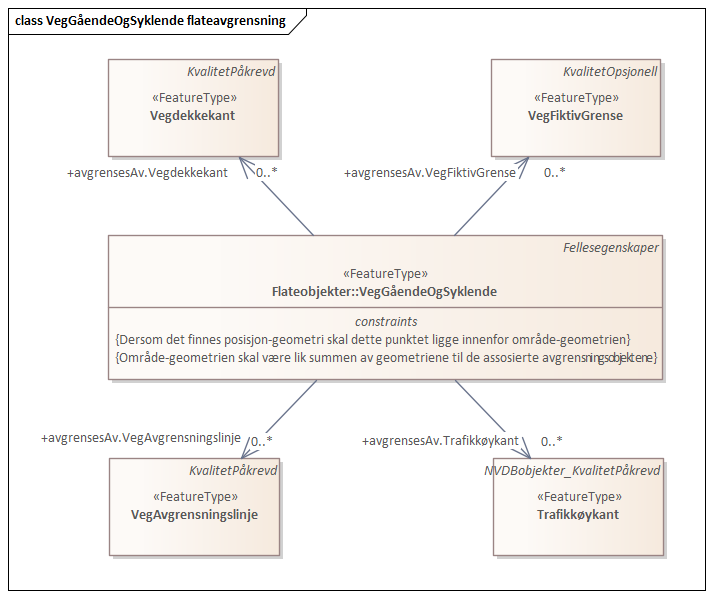 class VegGåendeOgSyklende flateavgrensning
KvalitetPåkrevd
«FeatureType»
Vegdekkekant
KvalitetOpsjonell
«FeatureType»
VegFiktivGrense
+avgrensesAv.Vegdekkekant
0..*
+avgrensesAv.VegFiktivGrense
0..*
Fellesegenskaper
«FeatureType»
Flateobjekter::VegGåendeOgSyklende
constraints
{Dersom det finnes posisjon-geometri skal dette punktet ligge innenfor område-geometrien}
{Område-geometrien skal være lik summen av geometriene til de assosierte avgrensningsobjektene}
+avgrensesAv.VegAvgrensningslinje
0..*
+avgrensesAv.Trafikkøykant
0..*
KvalitetPåkrevd
«FeatureType»
VegAvgrensningslinje
NVDBobjekter_KvalitetPåkrevd
«FeatureType»
Trafikkøykant